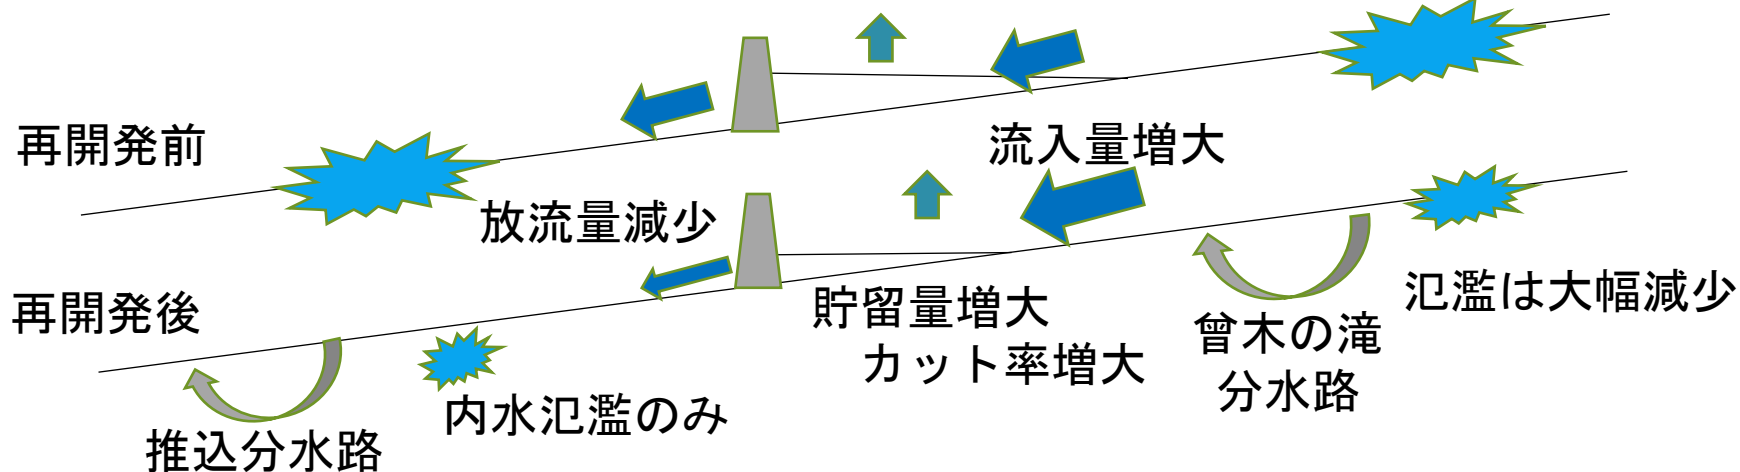 再開発前
流入量増大
放流量減少
再開発後
貯留量増大
カット率増大
曾木の滝
分水路
氾濫は大幅減少
内水氾濫のみ
推込分水路